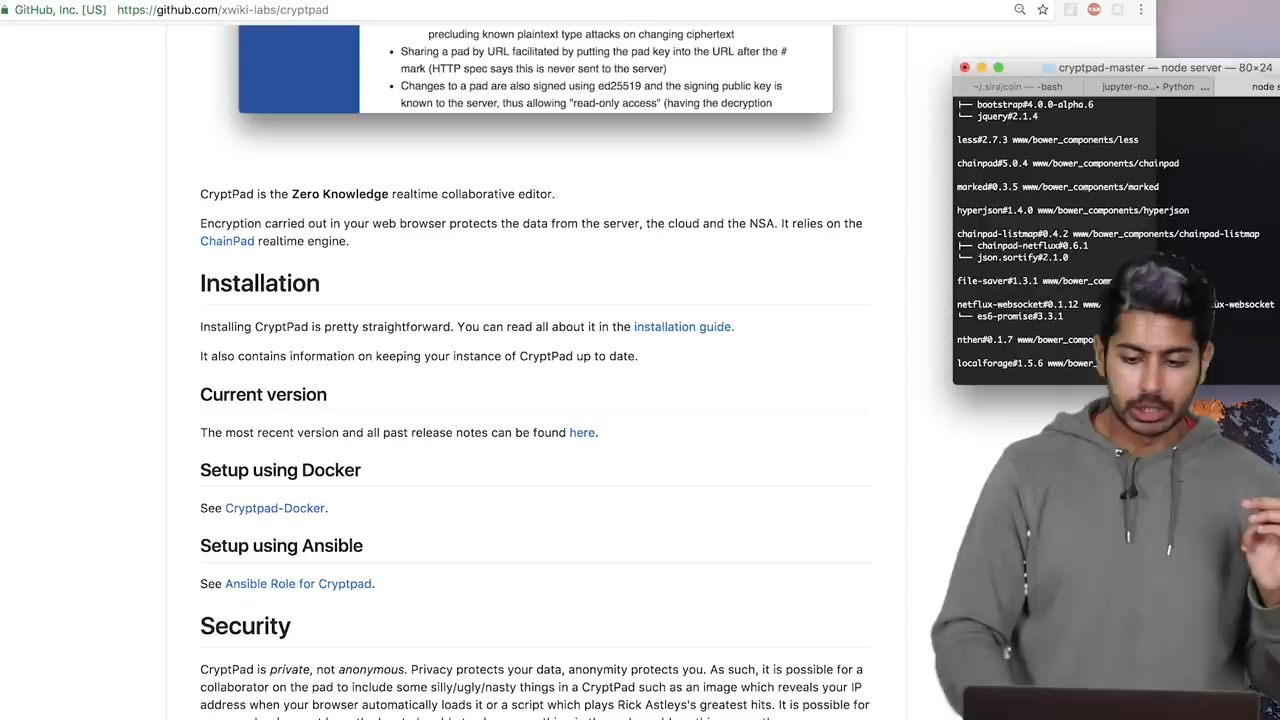 GitHub, Inc. [US]
https://github.com/xwiki-labs/cryptpad
precluding known plaintext type attacks on changing ciphertext
• Sharing a pad by URL facilitated by putting the pad key into the URL after the #
mark (HTTP spec says this is never sent to the server)
• Changes to a pad are also signed using ed25519 and the signing public key is
known to the server, thus allowing "read-only access" (having the decryption
CryptPad is the Zero Knowledge realtime collaborative editor.
Encryption carried out in your web browser protects the data from the server, the cloud and the NSA. It relies on the
ChainPad realtime engine.
Installation
Installing CryptPad is pretty straightforward. You can read all about it in the installation guide.
It also contains information on keeping your instance of CryptPad up to date.
Current version
The most recent version and all past release notes can be found here.
Setup using Docker
See Cryptpad-Docker.
Setup using Ansible
See Ansible Role for Cryptpad.
Security
CryptPad is private, not anonymous. Privacy protects your data, anonymity protects you. As such, it is possible for a
collaborator on the pad to include some silly/ugly/nasty things in a CryptPad such as an image which reveals your IP
address when your browser automatically loads it or a script which plays Rick Astleys's greatest hits. It is possible for
cryptpad-master — node server — 80×24
~/.sirajcoin — -bash
jupyter-no... • Python ...
node s
├── bootstrap#4.0.0-alpha.6
└── jquery#2.1.4
less#2.7.3 www/bower_components/less
chainpad#5.0.4 www/bower_components/chainpad
marked#0.3.5 www/bower_components/marked
hyperjson#1.4.0 www/bower_components/hyperjson
chainpad-listmap#0.4.2 www/bower_components/chainpad-listmap
├── chainpad-netflux#0.6.1
└── json.sortify#2.1.0
file-saver#1.3.1 www/bower_com
netflux-websocket#0.1.12 www/ ux-websocket
└── es6-promise#3.3.1
nthen#0.1.7 www/bower_compo
localforage#1.5.6 www/bower_